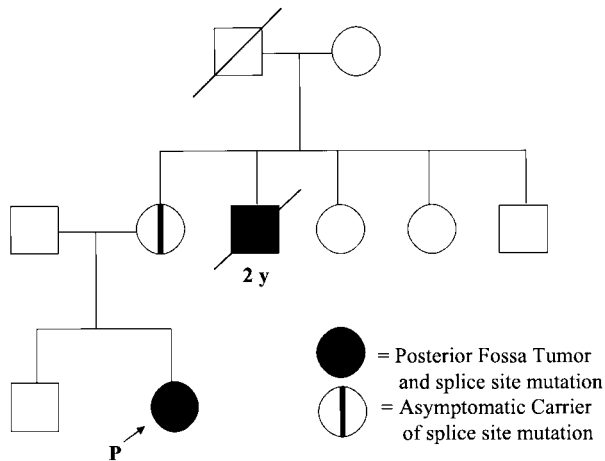 2 y
P
= Posterior Fossa Tumor
and splice site mutation
= Asymptomatic Carrier
of splice site mutation